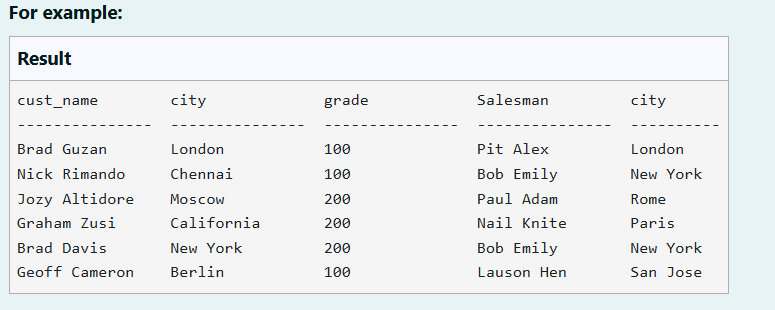 For example:
Result
cust_name city grade Salesman city
--------------- --------------- --------------- --------------- ----------
Brad Guzan London 100 Pit Alex London
Nick Rimando Chennai 100 Bob Emily New York
Jozy Altidore Moscow 200 Paul Adam Rome
Graham Zusi California 200 Nail Knite Paris
Brad Davis New York 200 Bob Emily New York
Geoff Cameron Berlin 100 Lauson Hen San Jose